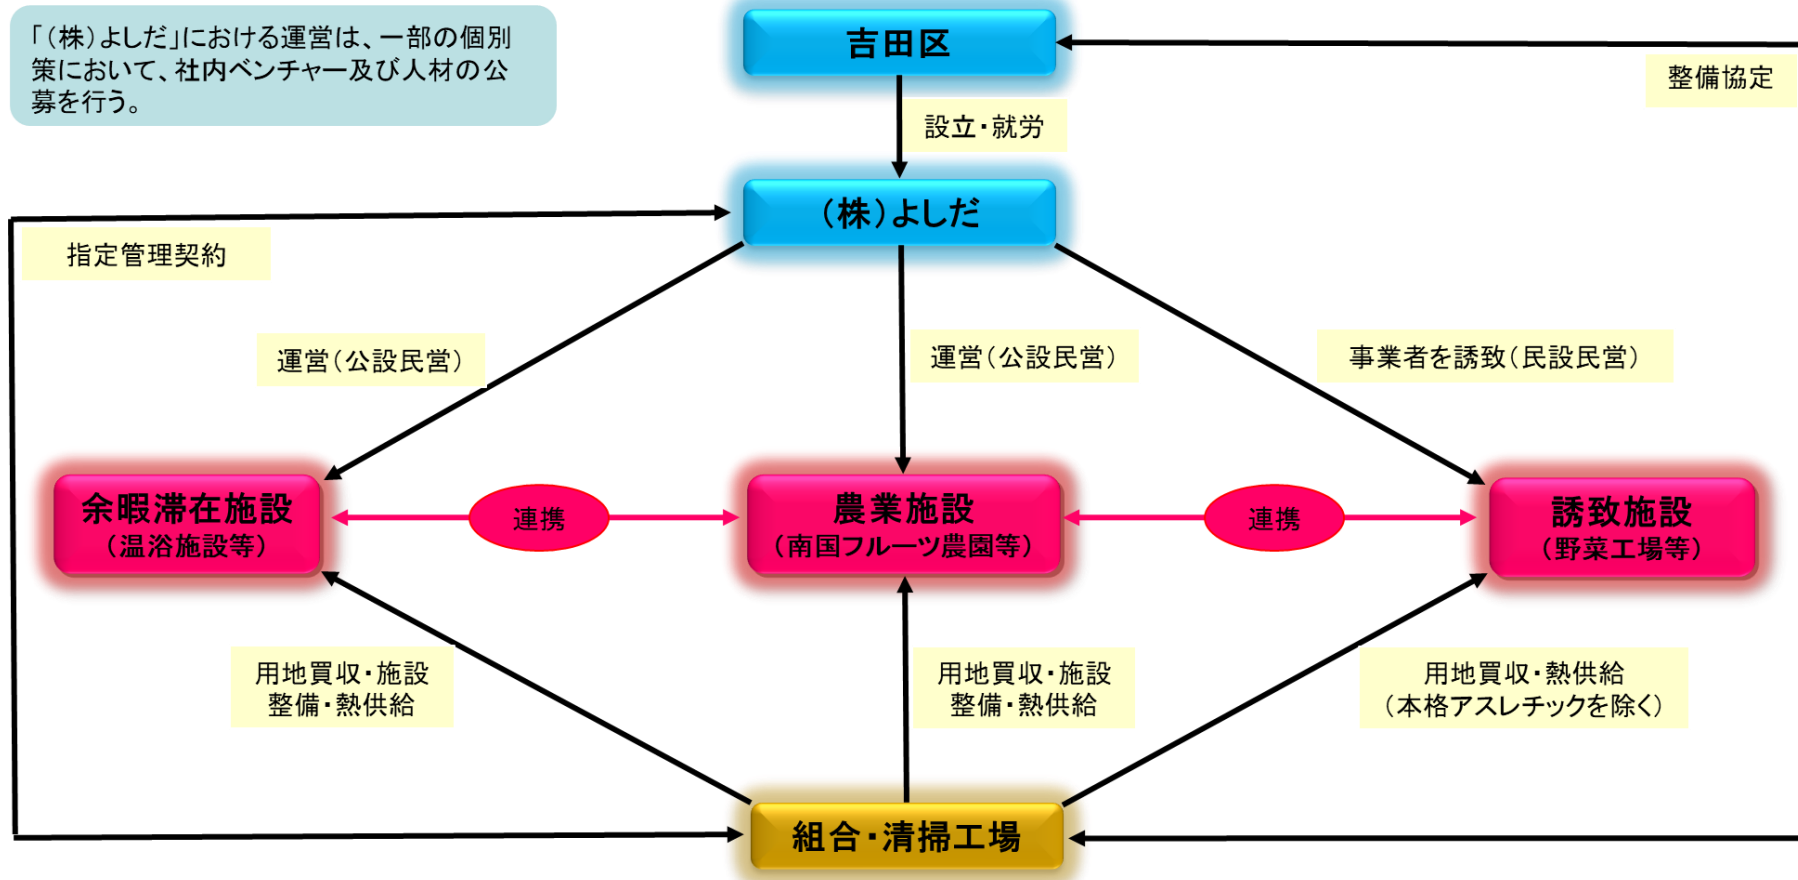 「(株)よしだ」における運営は、一部の個別
策において、社内ベンチャー及び人材の公
募を行う。
吉田区
整備協定
設立・就労
(株)よしだ
指定管理契約
運営(公設民営)
運営(公設民営)
事業者を誘致(民設民営)
余暇滞在施設
(温浴施設等)
連携
農業施設
(南国フルーツ農園等)
連携
誘致施設
(野菜工場等)
用地買収・施設
整備・熱供給
用地買収・施設
整備・熱供給
用地買収・熱供給
(本格アスレチックを除く)
組合・清掃工場